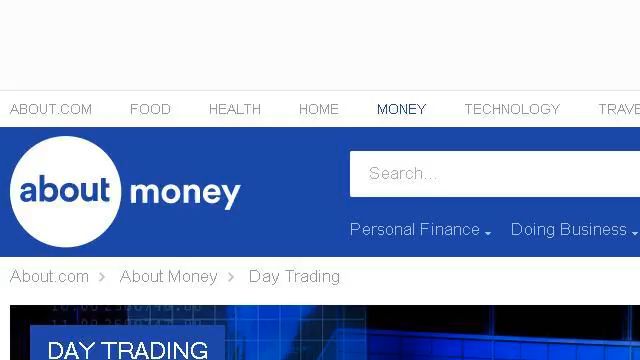 ABOUT.COM FOOD HEALTH HOME MONEY TECHNOLOGY
about money
Search...
Personal Finance Doing Business
About.com > About Money > Day Trading
DAY TRADING